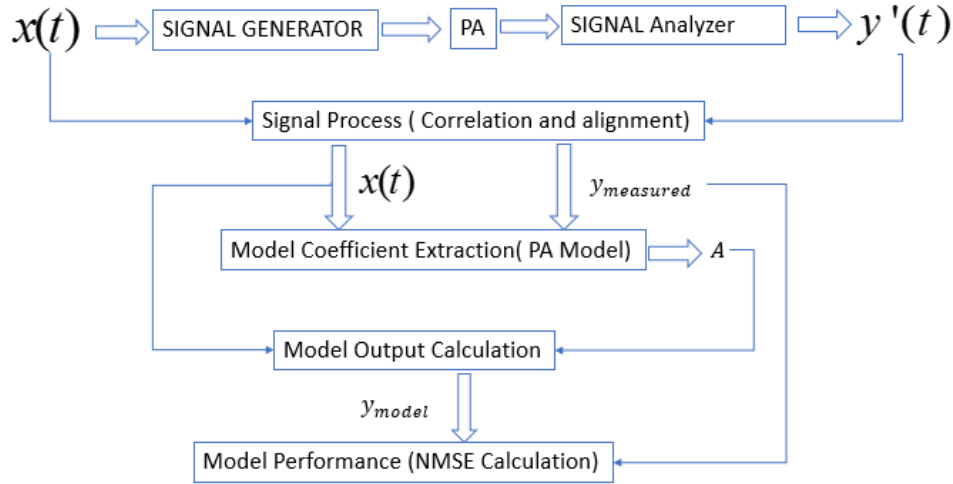 x(t) SIGNAL GENERATOR PA SIGNAL Analyzer y'(t)
Signal Process ( Correlation and alignment)
x(t) y_measured
Model Coefficient Extraction( PA Model) A
Model Output Calculation
y_model
Model Performance (NMSE Calculation)